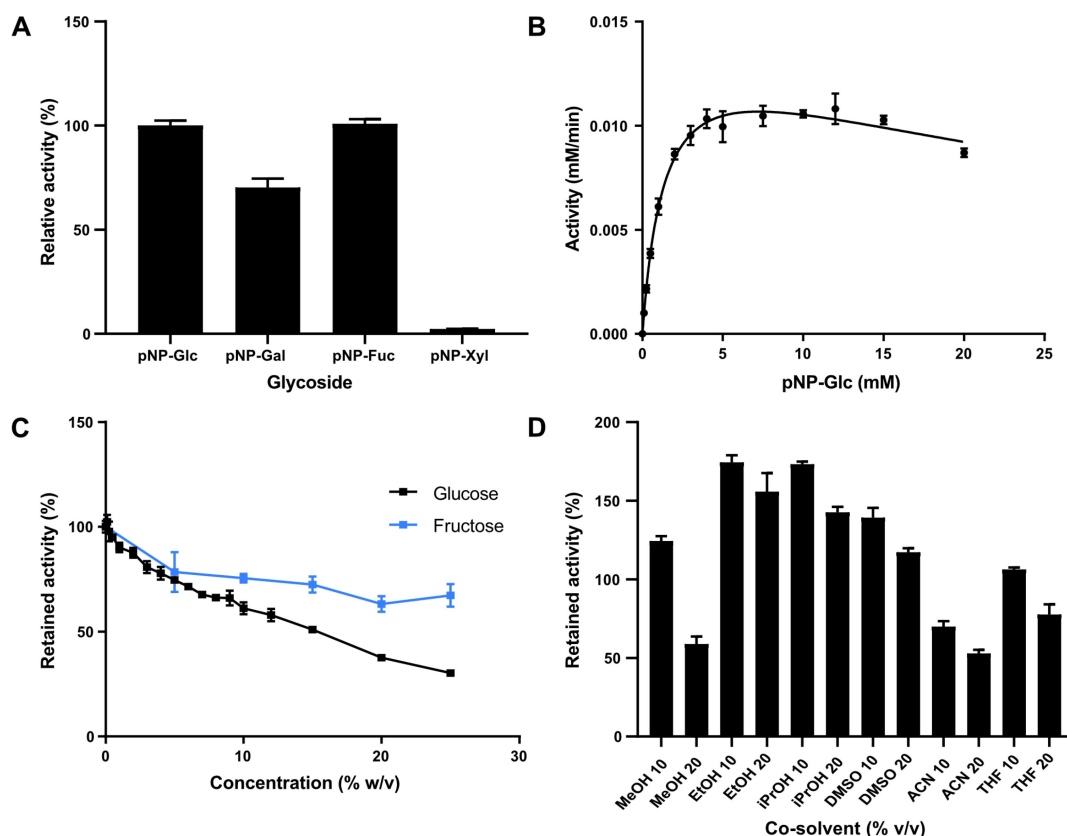 A
150
100
50
0
Relative activity (%)
pNP-Glc pNP-Gal pNP-Fuc pNP-Xyl
Glycoside
B
0.015
0.010
0.005
0.000
Activity (mM/min)
0 5 10 15 20 25
pNP-Glc (mM)
C
150
100
50
0
Retained activity (%)
Glucose
Fructose
0 10 20 30
Concentration (% w/v)
D
200
150
100
50
0
Retained activity (%)
MeOH 10
MeOH 20
EtOH 10
EtOH 20
iPrOH 10
iPrOH 20
DMSO 10
DMSO 20
ACN 10
ACN 20
THF 10
THF 20
Co-solvent (% v/v)